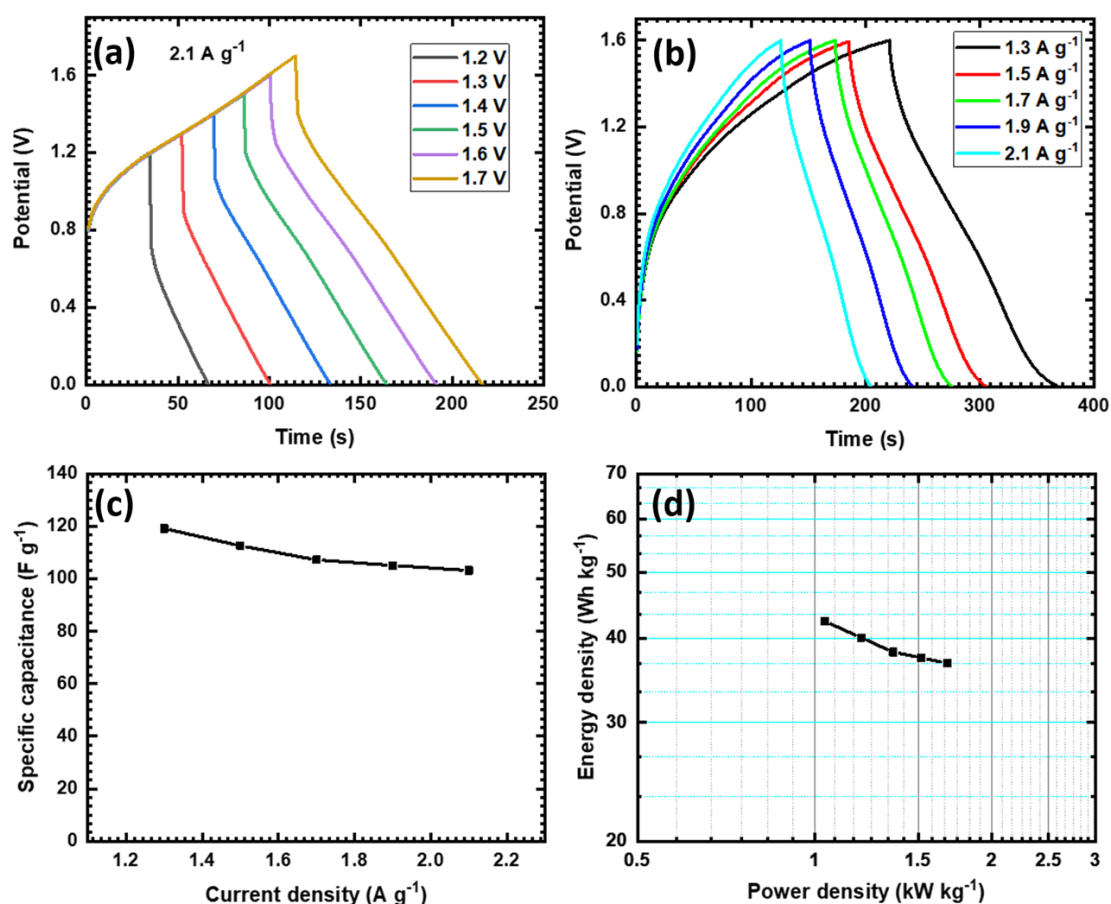 (a)
2.1 A g⁻¹
1.2 V
1.3 V
1.4 V
1.5 V
1.6 V
1.7 V
Potential (V)
1.6
1.2
0.8
0.4
0.0
0 50 100 150 200 250
Time (s)
(b)
1.3 A g⁻¹
1.5 A g⁻¹
1.7 A g⁻¹
1.9 A g⁻¹
2.1 A g⁻¹
Potential (V)
1.6
1.2
0.8
0.4
0.0
0 100 200 300 400
Time (s)
(c)
Specific capacitance (F g⁻¹)
140
120
100
80
60
40
20
0
1.2 1.4 1.6 1.8 2.0 2.2
Current density (A g⁻¹)
(d)
Energy density (Wh kg⁻¹)
70
60
50
40
30
20
0.5 1 1.5 2 2.5 3
Power density (kW kg⁻¹)